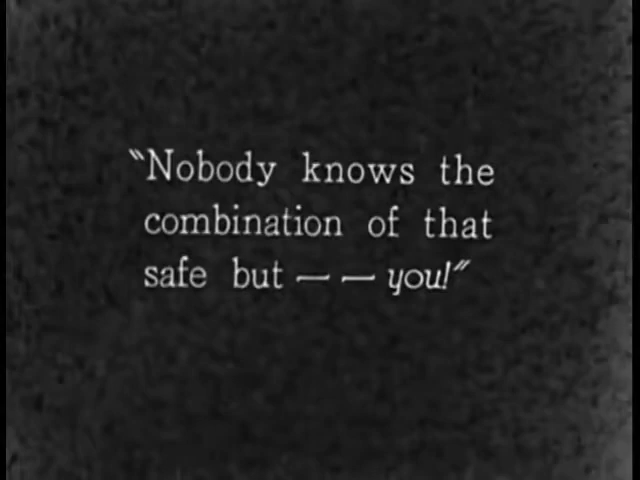 "Nobody knows the
combination of that
safe but — — you!"